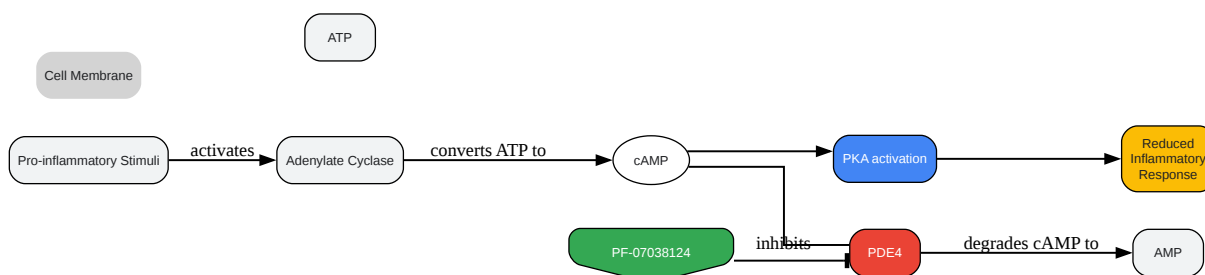 ATP
Cell Membrane
Pro-inflammatory Stimuli
activates
Adenylate Cyclase
converts ATP to
cAMP
PKA activation
Reduced
Inflammatory
Response
PF-07038124
inhibits
PDE4
degrades cAMP to
AMP